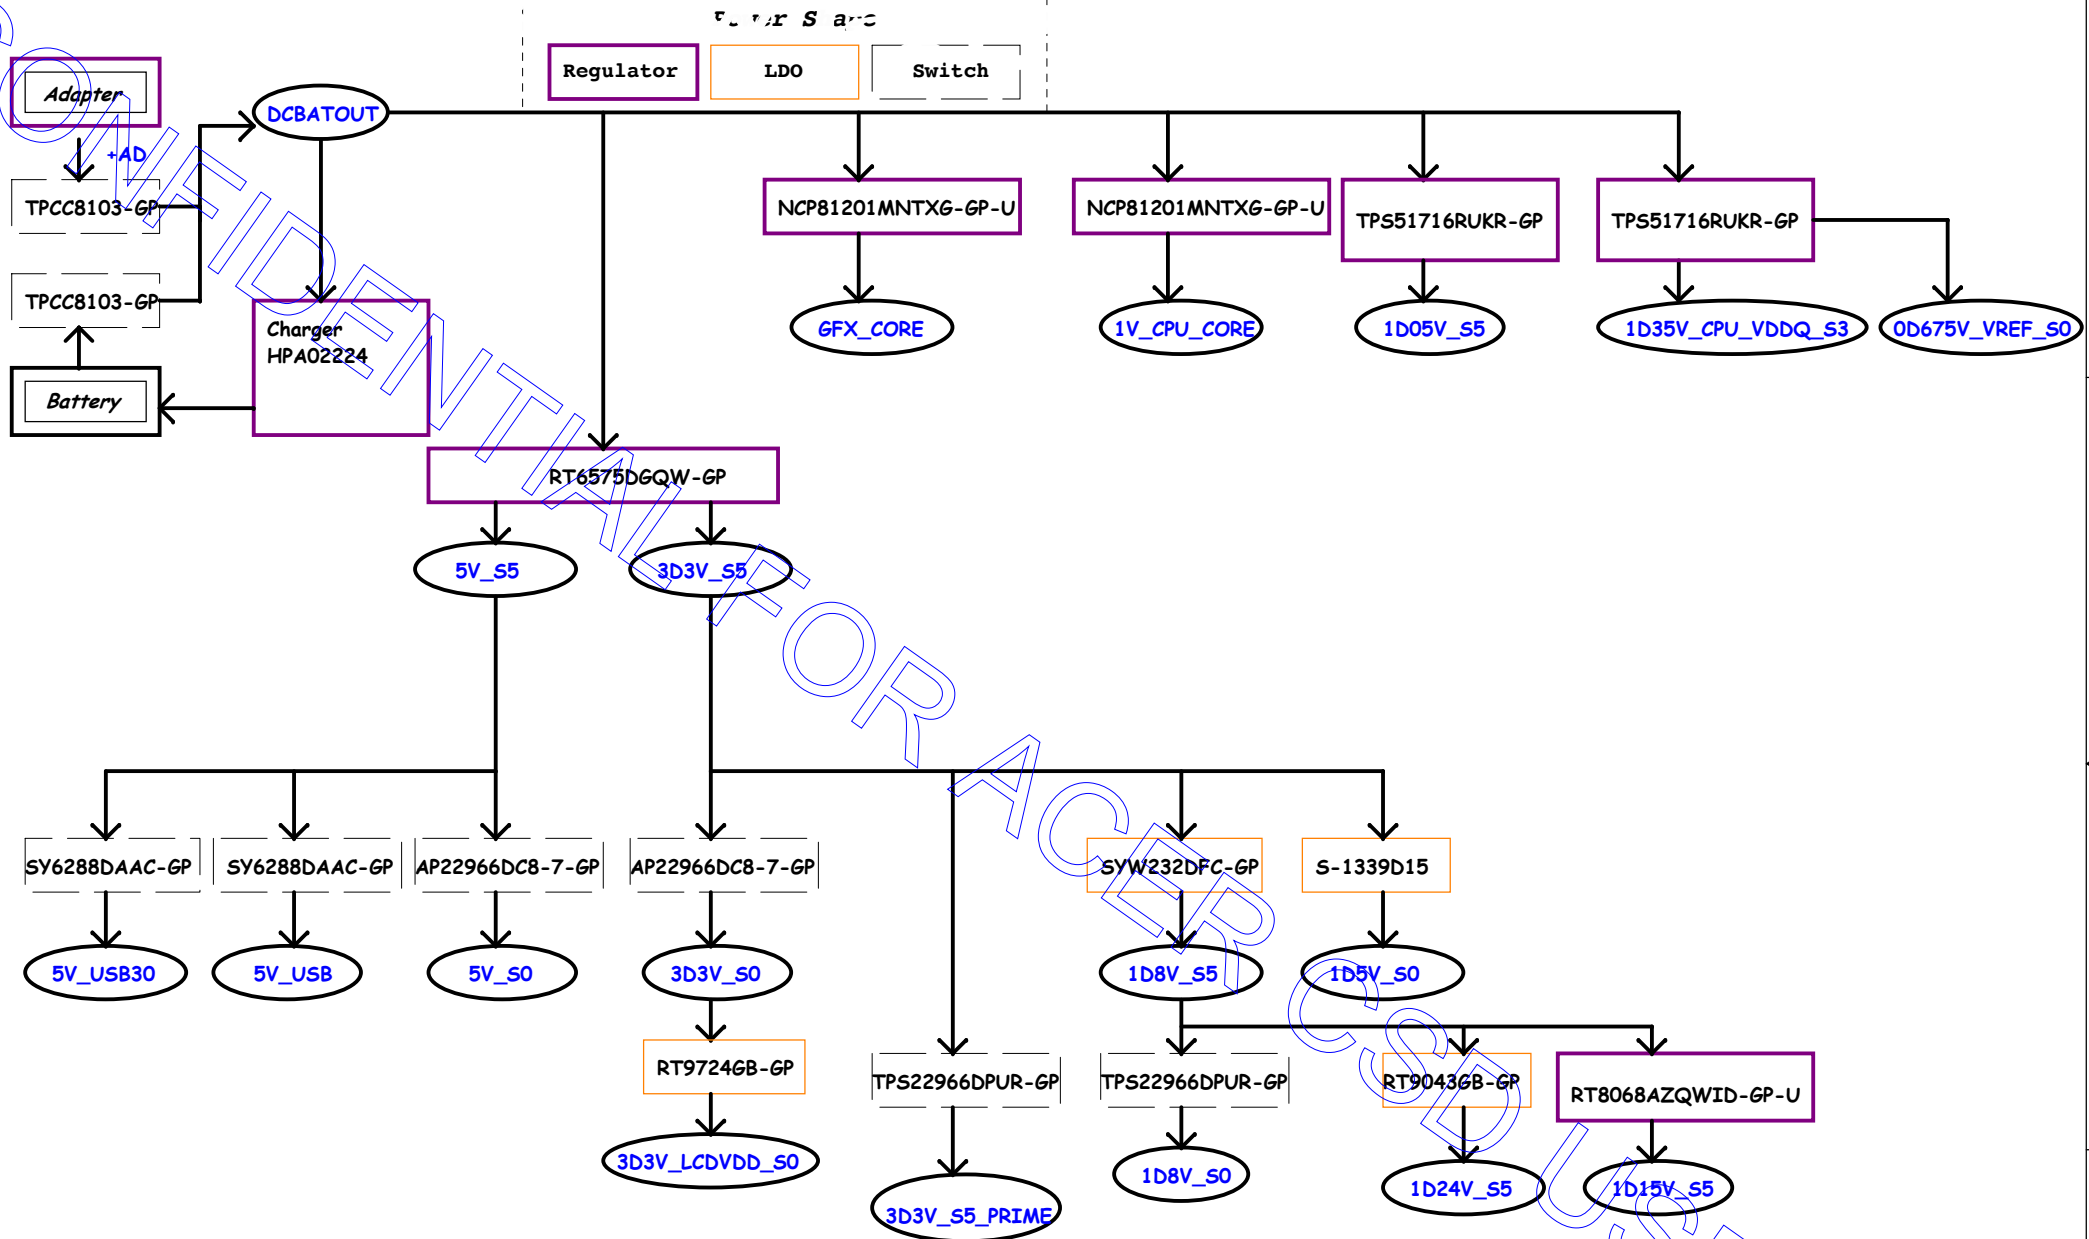 Regulator
LDO
Switch
Adapter
+AD
DCBATOUT
TPCC8103-GP
TPCC8103-GP
Charger
HPA02224
Battery
NCP81201MNTXG-GP-U
NCP81201MNTXG-GP-U
TPS51716RUKR-GP
TPS51716RUKR-GP
GFX_CORE
1V_CPU_CORE
1D05V_S5
1D35V_CPU_VDDQ_S3
0D675V_VREF_S0
RT6575DGQW-GP
5V_S5
3D3V_S5
SY6288DAAC-GP
SY6288DAAC-GP
AP22966DC8-7-GP
AP22966DC8-7-GP
SYW232DFC-GP
S-1339D15
5V_USB30
5V_USB
5V_S0
3D3V_S0
1D8V_S5
1D5V_S0
RT9724GB-GP
TPS22966DPUR-GP
TPS22966DPUR-GP
RT9043GB-GP
RT8068AZQWID-GP-U
3D3V_LCDVDD_S0
3D3V_S5_PRIME
1D8V_S0
1D24V_S5
1D15V_S5
CONFIDENTIAL FOR ACER CSD